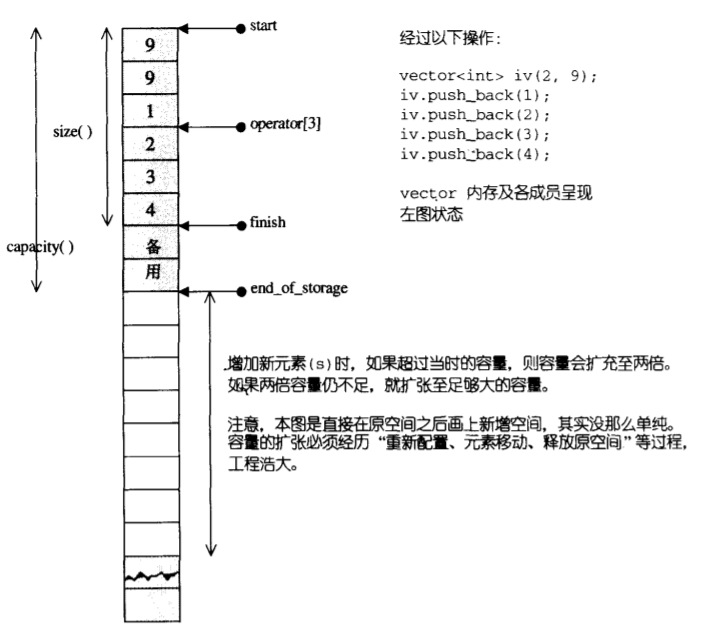 start
9
9
1
size( )
operator[3]
2
3
4
finish
capacity( )
备
用
end_of_storage
经过以下操作:
vector<int> iv(2, 9);
iv.push_back(1);
iv.push_back(2);
iv.push_back(3);
iv.push_back(4);
vector 内存及各成员呈现
左图状态
增加新元素(s)时，如果超过当时的容量，则容量会扩充至两倍。
如果两倍容量仍不足，就扩张至足够大的容量。
注意，本图是直接在原空间之后画上新增空间，其实没那么单纯。
容量的扩张必须经历“重新配置、元素移动、释放原空间”等过程，
工程浩大。